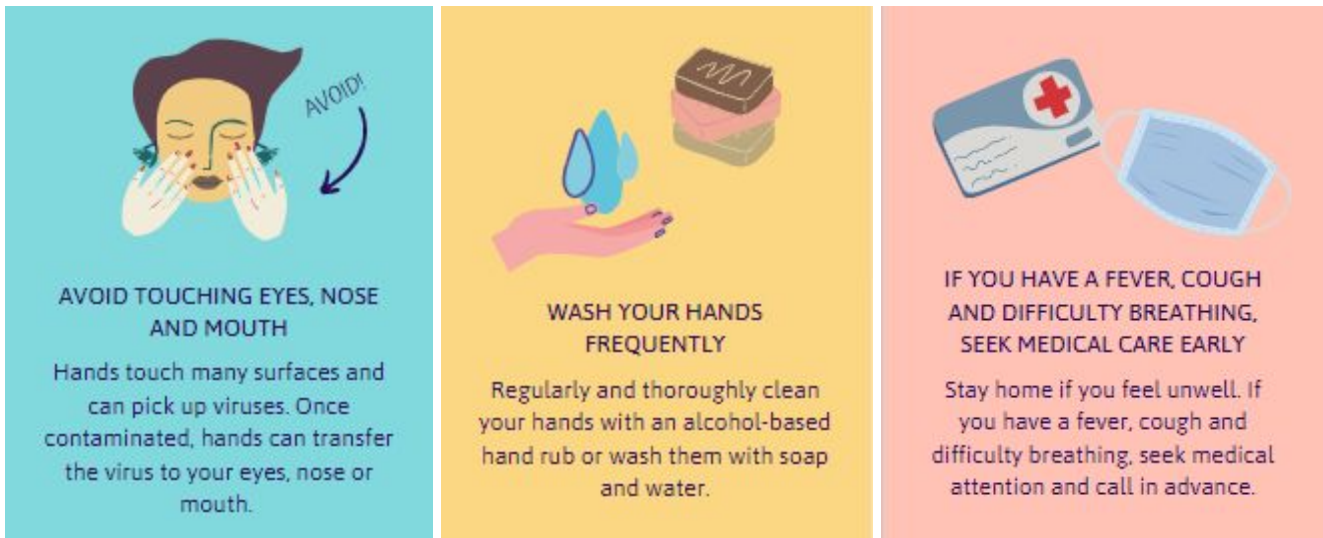 AVOID!
AVOID TOUCHING EYES, NOSE
AND MOUTH
Hands touch many surfaces and
can pick up viruses. Once
contaminated, hands can transfer
the virus to your eyes, nose or
mouth.
WASH YOUR HANDS
FREQUENTLY
Regularly and thoroughly clean
your hands with an alcohol-based
hand rub or wash them with soap
and water.
IF YOU HAVE A FEVER, COUGH
AND DIFFICULTY BREATHING,
SEEK MEDICAL CARE EARLY
Stay home if you feel unwell. If
you have a fever, cough and
difficulty breathing, seek medical
attention and call in advance.